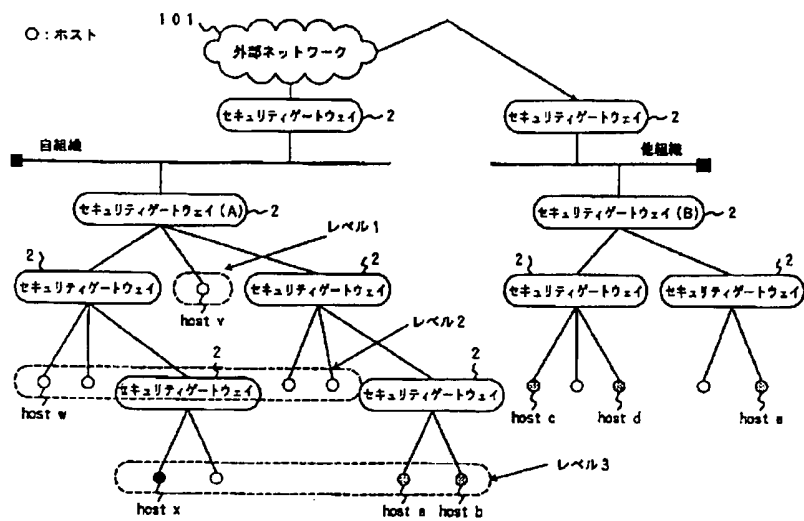 101
○:ホスト
外部ネットワーク
セキュリティゲートウェイ 2
セキュリティゲートウェイ 2
自組織
他組織
セキュリティゲートウェイ(A) 2
セキュリティゲートウェイ(B) 2
レベル1
2
セキュリティゲートウェイ
2
セキュリティゲートウェイ
2
セキュリティゲートウェイ
2
セキュリティゲートウェイ
host v
レベル2
2
セキュリティゲートウェイ
2
セキュリティゲートウェイ
host w
host c
host d
host e
レベル3
host x
host a
host b